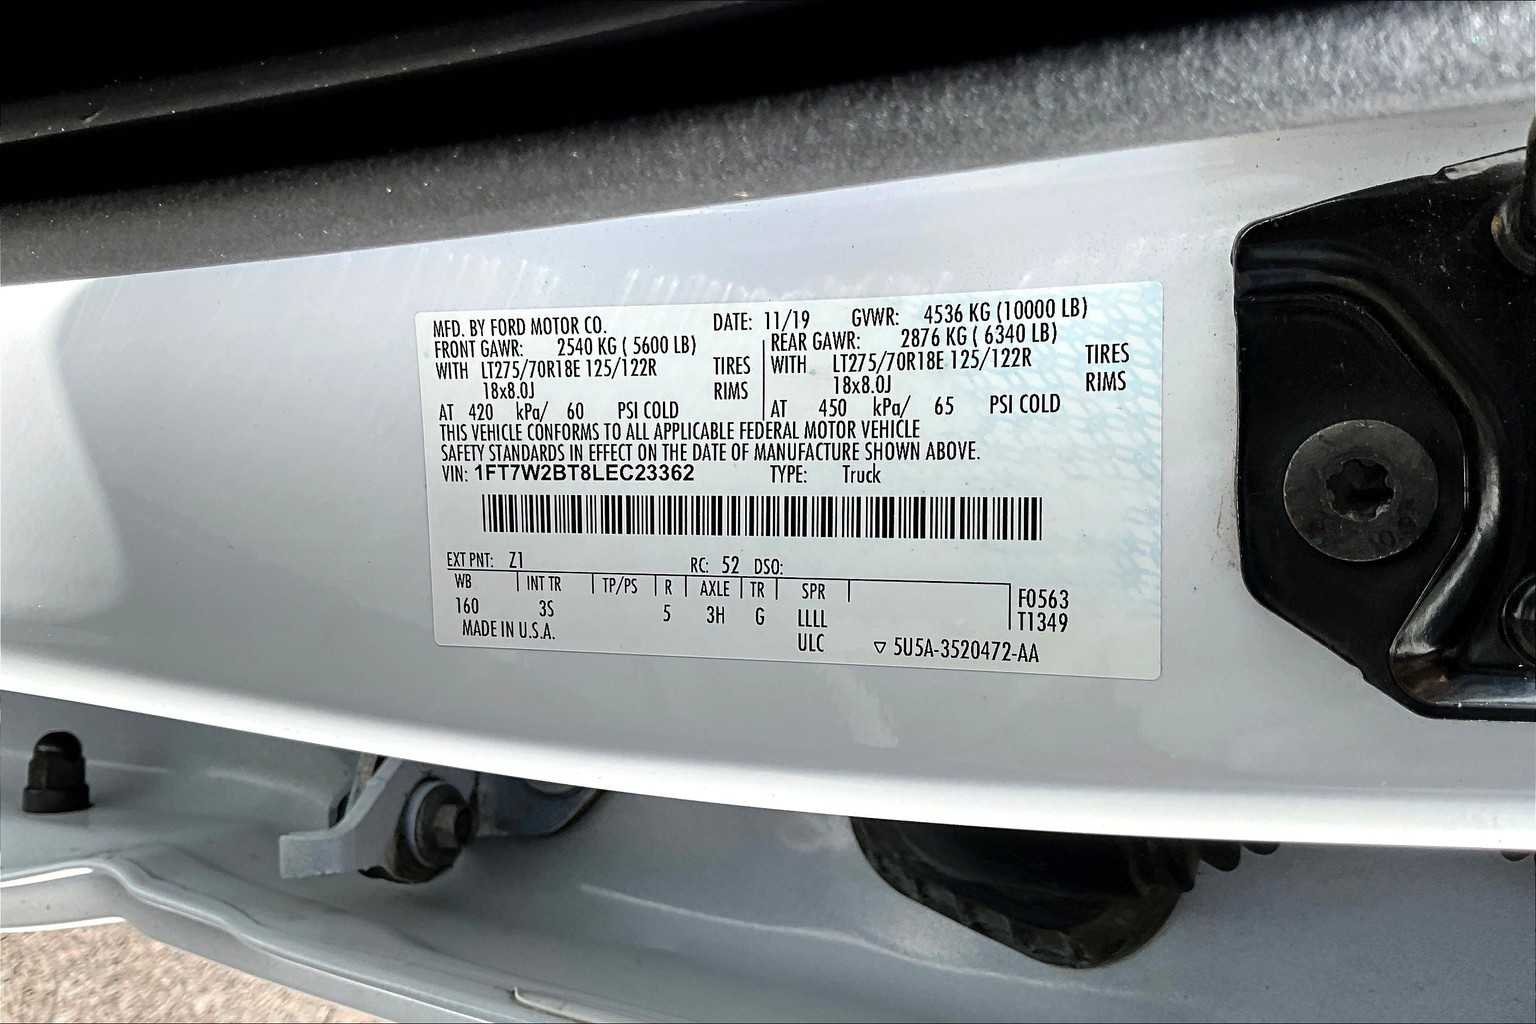 MFD. BY FORD MOTOR CO. DATE: 11/19 GVWR: 4536 KG (10000 LB)
FRONT GAWR: 2540 KG ( 5600 LB) REAR GAWR: 2876 KG ( 6340 LB)
WITH LT275/70R18E 125/122R TIRES WITH LT275/70R18E 125/122R TIRES
18x8.0J RIMS 18x8.0J RIMS
AT 420 kPa/ 60 PSI COLD AT 450 kPa/ 65 PSI COLD
THIS VEHICLE CONFORMS TO ALL APPLICABLE FEDERAL MOTOR VEHICLE
SAFETY STANDARDS IN EFFECT ON THE DATE OF MANUFACTURE SHOWN ABOVE.
VIN: 1FT7W2BT8LEC23362 TYPE: Truck
EXT PNT: Z1 RC: 52 DSO:
WB INT TR TP/PS R AXLE TR SPR F0563
160 3S 5 3H G LLLL T1349
MADE IN U.S.A. ULC ▽ 5U5A-3520472-AA